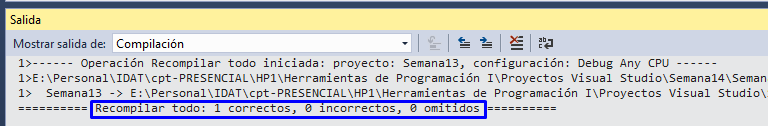 Salida
Mostrar salida de: Compilación
1>------ Operación Recompilar todo iniciada: proyecto: Semana13, configuración: Debug Any CPU ------
1>E:\Personal\IDAT\cpt-PRESENCIAL\HP1\Herramientas de Programación I\Proyectos Visual Studio\Semana14\Seman
1>  Semana13 -> E:\Personal\IDAT\cpt-PRESENCIAL\HP1\Herramientas de Programación I\Proyectos Visual Studio\
========== Recompilar todo: 1 correctos, 0 incorrectos, 0 omitidos ==========